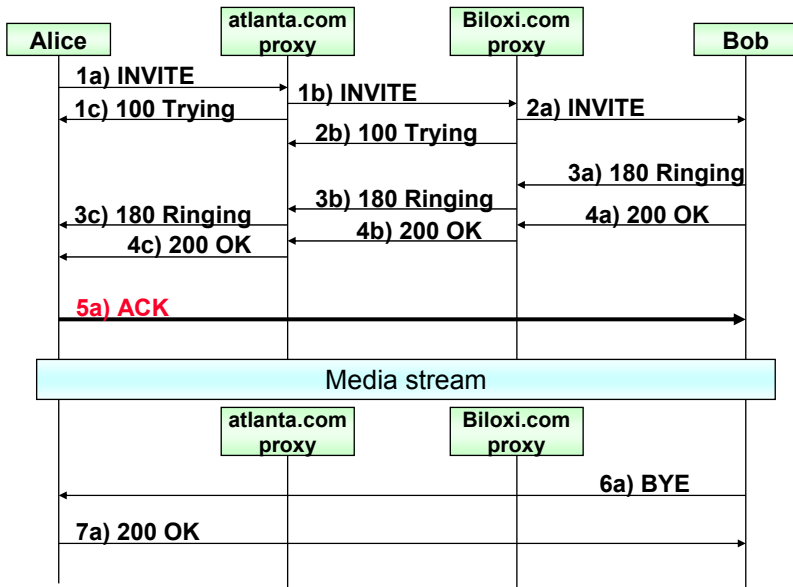 Alice
atlanta.com
proxy
Biloxi.com
proxy
Bob
1a) INVITE
1b) INVITE
1c) 100 Trying
2a) INVITE
2b) 100 Trying
3a) 180 Ringing
3b) 180 Ringing
3c) 180 Ringing
4a) 200 OK
4b) 200 OK
4c) 200 OK
5a) ACK
Media stream
atlanta.com
proxy
Biloxi.com
proxy
6a) BYE
7a) 200 OK